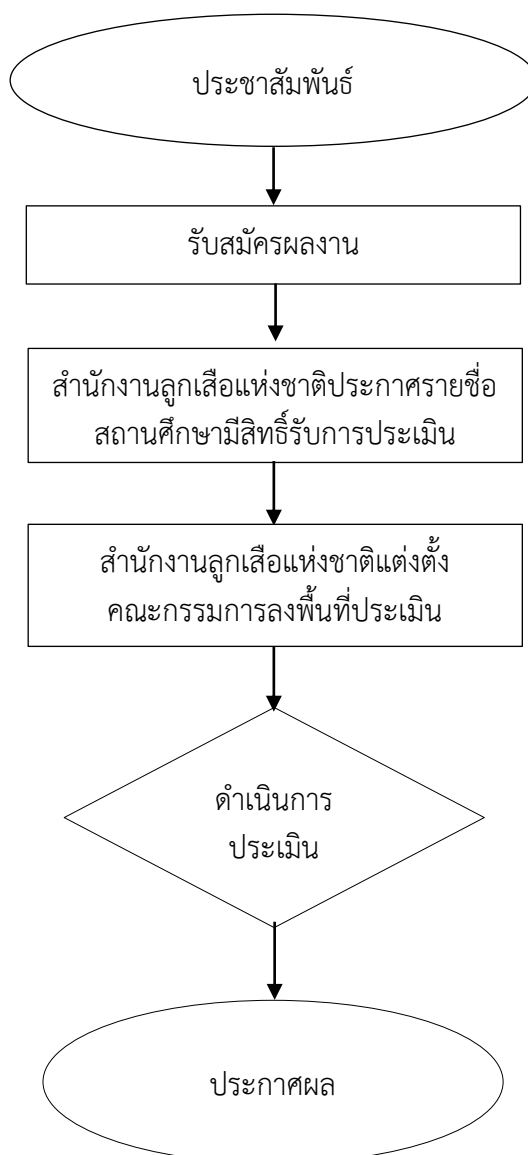 ประชาสัมพันธ์
รับสมัครผลงาน
สำนักงานลูกเสือแห่งชาติประกาศรายชื่อ
สถานศึกษามีสิทธิ์รับการประเมิน
สำนักงานลูกเสือแห่งชาติแต่งตั้ง
คณะกรรมการลงพื้นที่ประเมิน
ดำเนินการ
ประเมิน
ประกาศผล